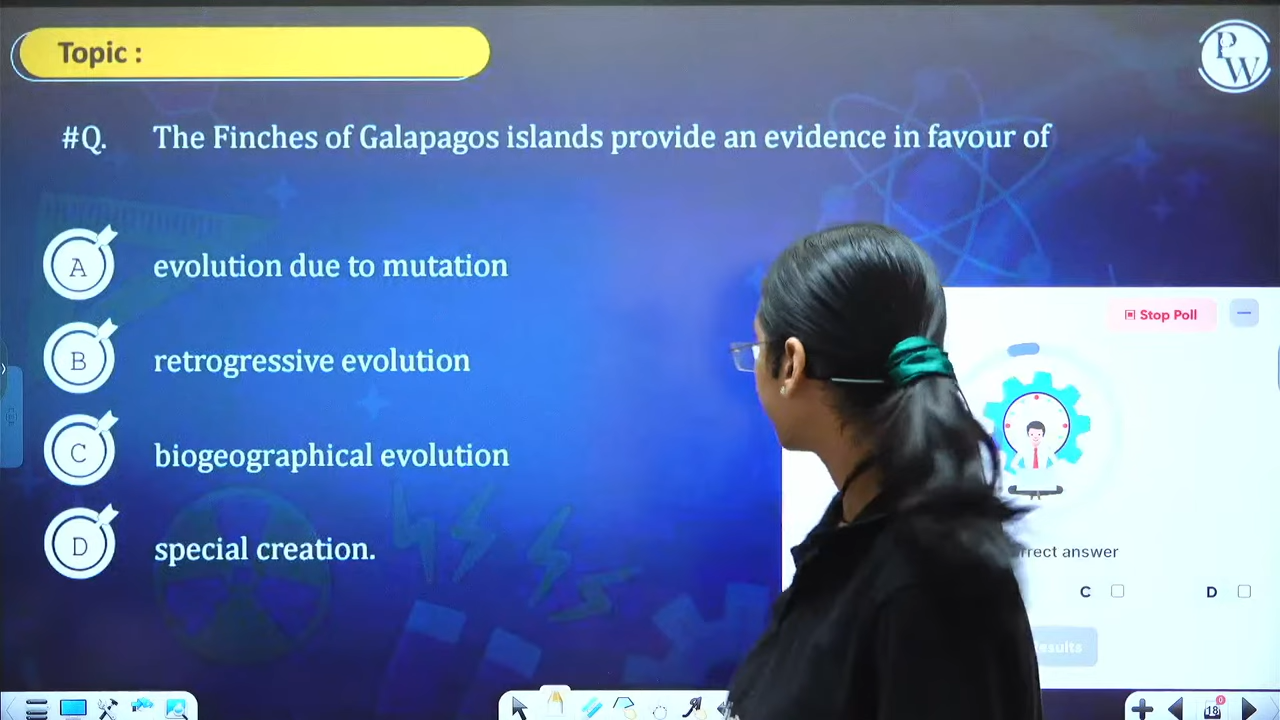 Topic :
PW
#Q. The Finches of Galapagos islands provide an evidence in favour of
A evolution due to mutation
B retrogressive evolution
C biogeographical evolution
D special creation.
Stop Poll
answer
C D
18